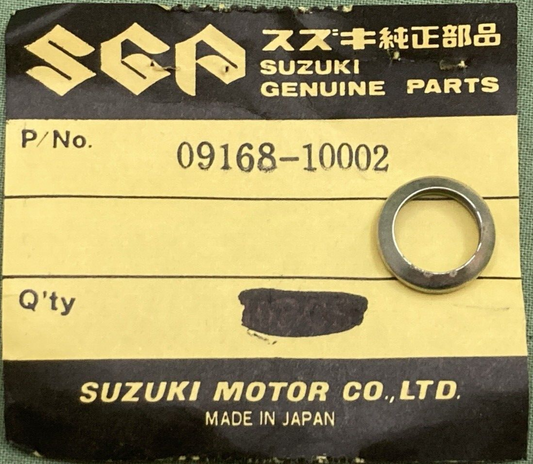 SGP
スズキ純正部品
SUZUKI
GENUINE PARTS
P/No.
09168-10002
Q'ty
SUZUKI MOTOR CO.,LTD.
MADE IN JAPAN